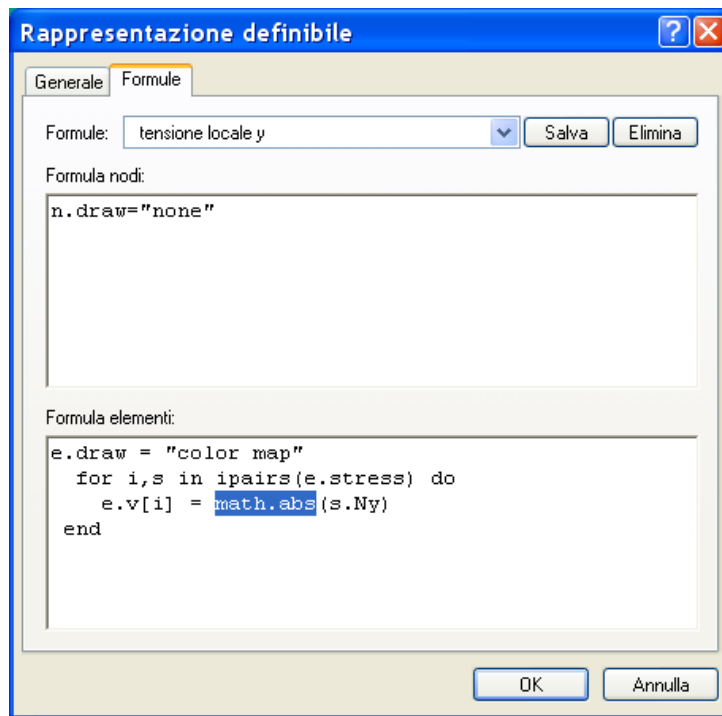 Rappresentazione definibile
Generale Formule
Formule: tensione locale y Salva Elimina
Formula nodi:
n.draw="none"
Formula elementi:
e.draw = "color map"
for i,s in ipairs(e.stress) do
e.v[i] = math.abs(s.Ny)
end
OK Annulla